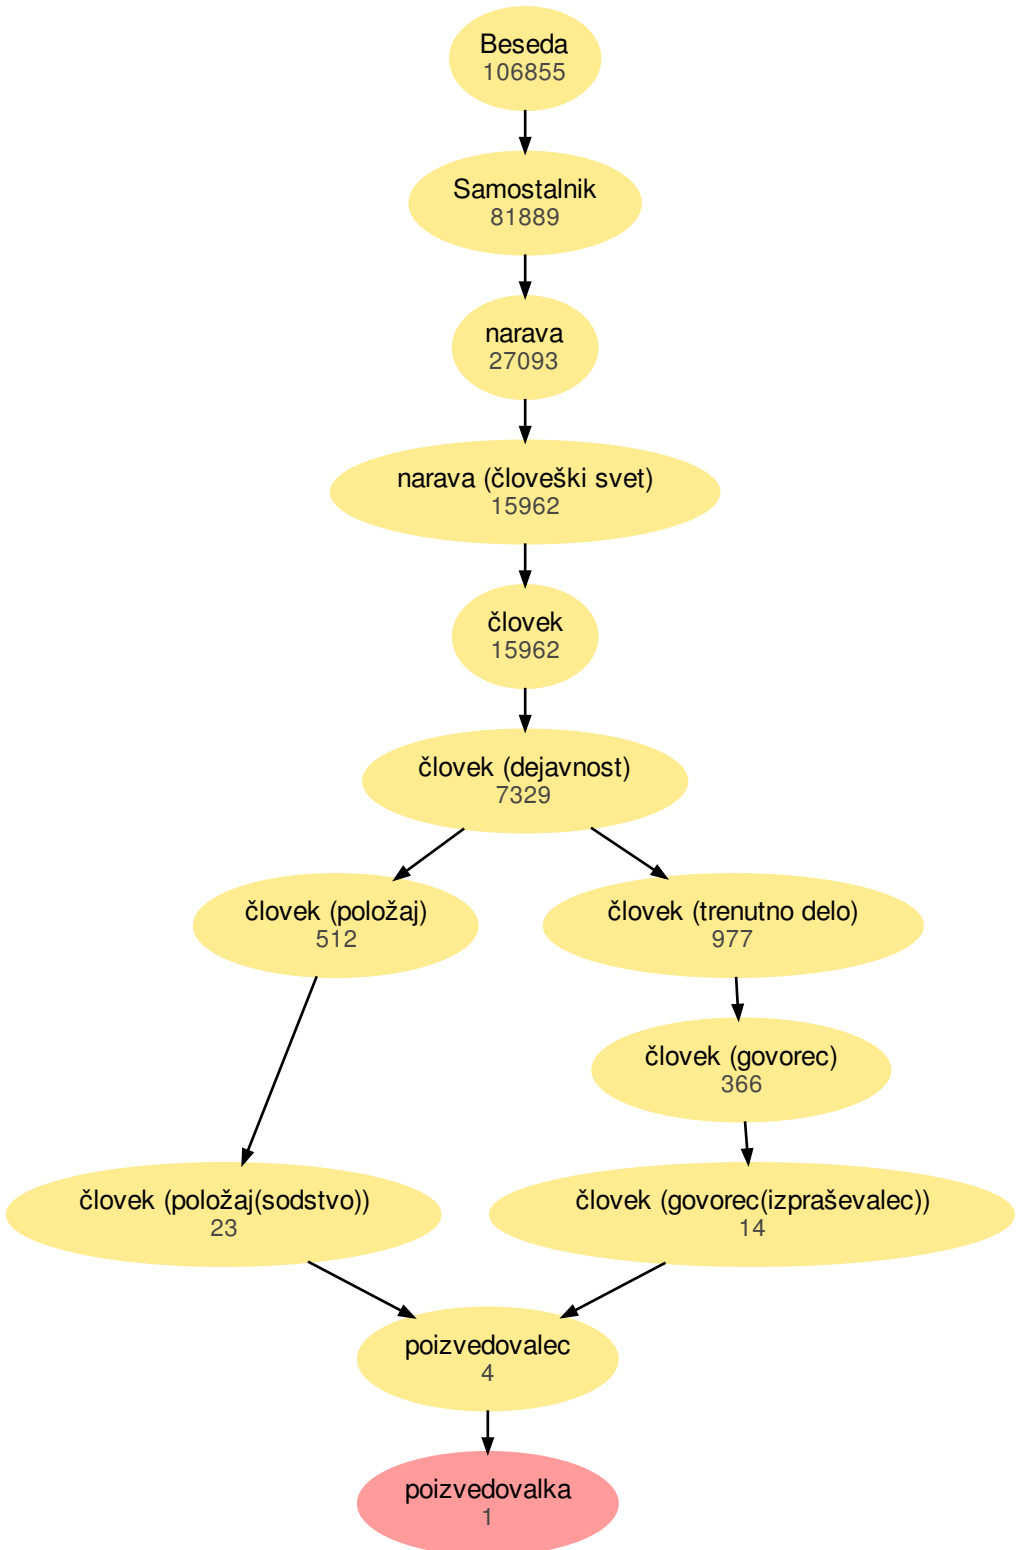 Beseda
106855
Samostalnik
81889
narava
27093
narava (človeški svet)
15962
človek
15962
človek (dejavnost)
7329
človek (položaj)
512
človek (trenutno delo)
977
človek (govorec)
366
človek (položaj(sodstvo))
23
človek (govorec(izpraševalec))
14
poizvedovalec
4
poizvedovalka
1